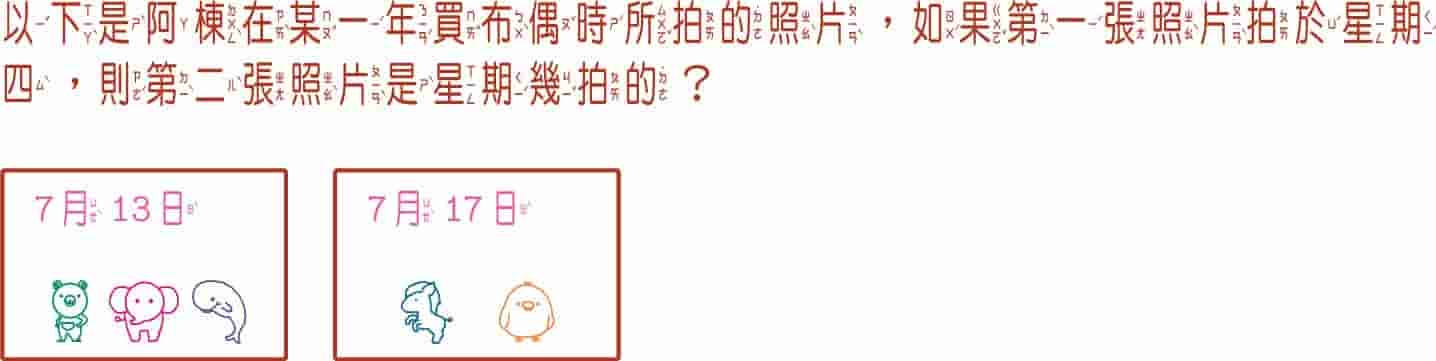 以下是阿棟在某一年買布偶時所拍的照片，如果第一張照片拍於星期
四，則第二張照片是星期幾拍的？
7月13日 7月17日